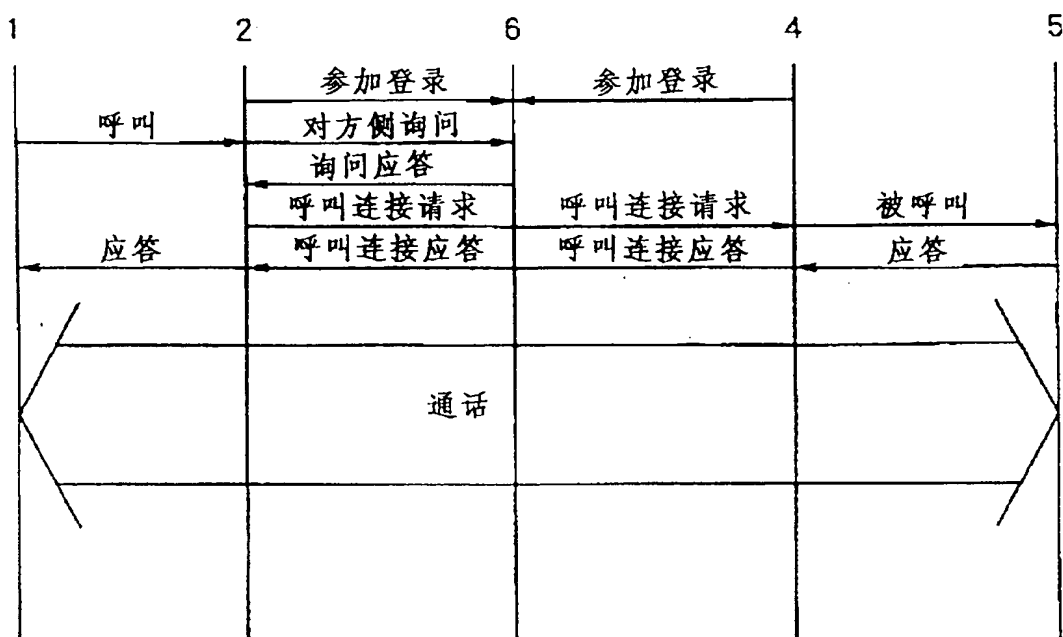 1 2 6 4 5
参加登录 参加登录
呼叫 对方侧询问
询问应答
呼叫连接请求 呼叫连接请求 被呼叫
应答 呼叫连接应答 呼叫连接应答 应答
通话